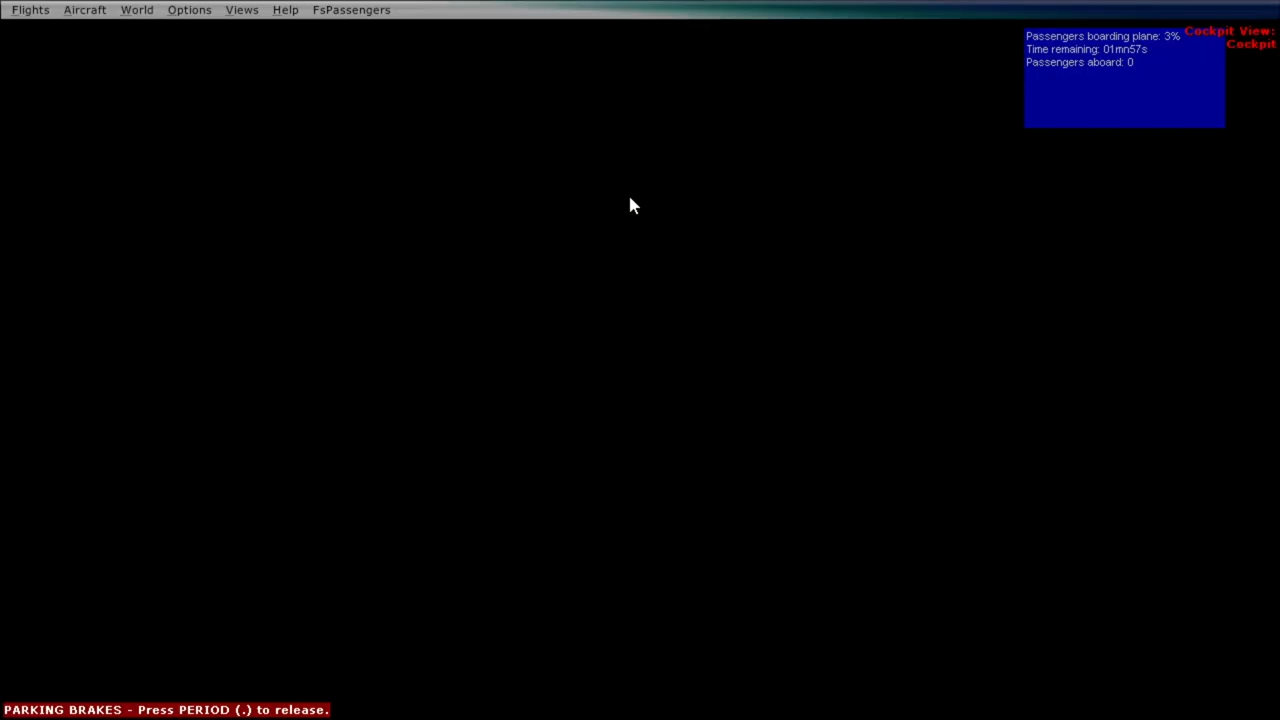 Flights Aircraft World Options Views Help FsPassengers
Passengers boarding plane: 3%
Time remaining: 01mn57s
Passengers aboard: 0
Cockpit View:
Cockpit
PARKING BRAKES - Press PERIOD (.) to release.